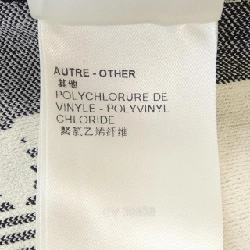 AUTRE - OTHER
其他
POLYCHLORURE DE
VINYLE - POLYVINYL
CHLORIDE
聚氯乙烯纤维